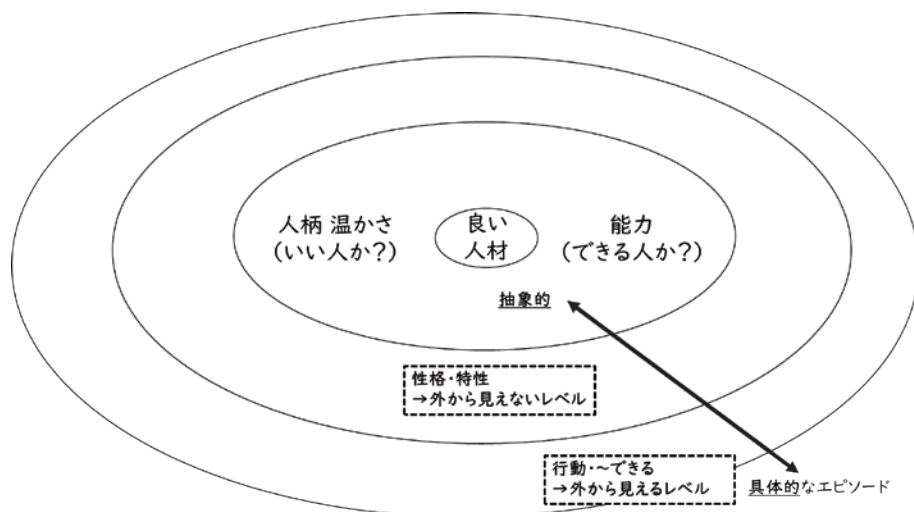 人柄 温かさ
(いい人か?)
良い
人材
能力
(できる人か?)
抽象的
性格・特性
→外から見えないレベル
行動・~できる
→外から見えるレベル
具体的なエピソード